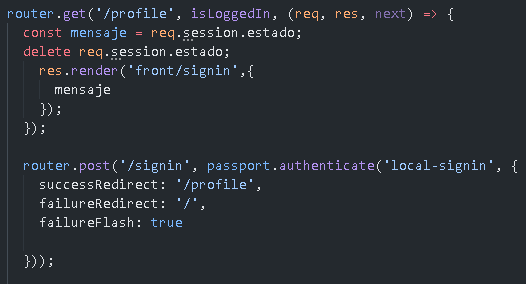 router.get('/profile', isLoggedIn, (req, res, next) => {
const mensaje = req.session.estado;
delete req.session.estado;
res.render('front/signin',{
mensaje
});
});
router.post('/signin', passport.authenticate('local-signin', {
successRedirect: '/profile',
failureRedirect: '/',
failureFlash: true
}));